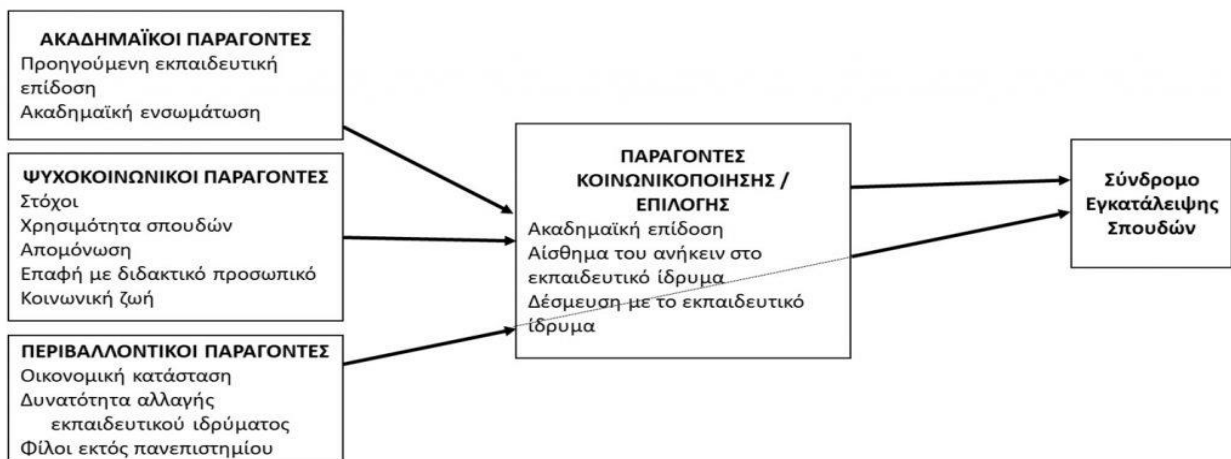 ΑΚΑΔΗΜΑΪΚΟΙ ΠΑΡΑΓΟΝΤΕΣ
Προηγούμενη εκπαιδευτική
επίδοση
Ακαδημαϊκή ενσωμάτωση
ΨΥΧΟΚΟΙΝΩΝΙΚΟΙ ΠΑΡΑΓΟΝΤΕΣ
Στόχοι
Χρησιμότητα σπουδών
Απομόνωση
Επαφή με διδακτικό προσωπικό
Κοινωνική ζωή
ΠΕΡΙΒΑΛΛΟΝΤΙΚΟΙ ΠΑΡΑΓΟΝΤΕΣ
Οικονομική κατάσταση
Δυνατότητα αλλαγής
εκπαιδευτικού ιδρύματος
Φίλοι εκτός πανεπιστημίου
ΠΑΡΑΓΟΝΤΕΣ
ΚΟΙΝΩΝΙΚΟΠΟΙΗΣΗΣ /
ΕΠΙΛΟΓΗΣ
Ακαδημαϊκή επίδοση
Αίσθημα του ανήκειν στο
εκπαιδευτικό ίδρυμα
Δέσμευση με το εκπαιδευτικό
ίδρυμα
Σύνδρομο
Εγκατάλειψης
Σπουδών